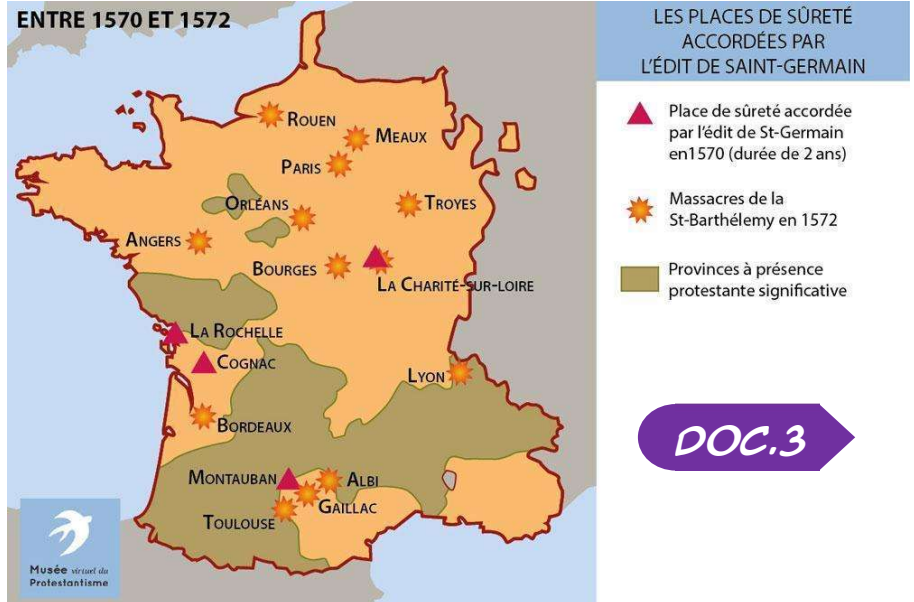 ENTRE 1570 ET 1572
LES PLACES DE SÛRETÉ
ACCORDÉES PAR
L'ÉDIT DE SAINT-GERMAIN
Place de sûreté accordée
par l'édit de St-Germain
en1570 (durée de 2 ans)
Massacres de la
St-Barthélemy en 1572
Provinces à présence
protestante significative
DOC.3
ROUEN
MEAUX
PARIS
ORLÉANS
TROYES
ANGERS
BOURGES
LA CHARITÉ-SUR-LOIRE
LA ROCHELLE
COGNAC
LYON
BORDEAUX
MONTAUBAN
ALBI
GAILLAC
TOULOUSE
Musée virtuel du
Protestantisme